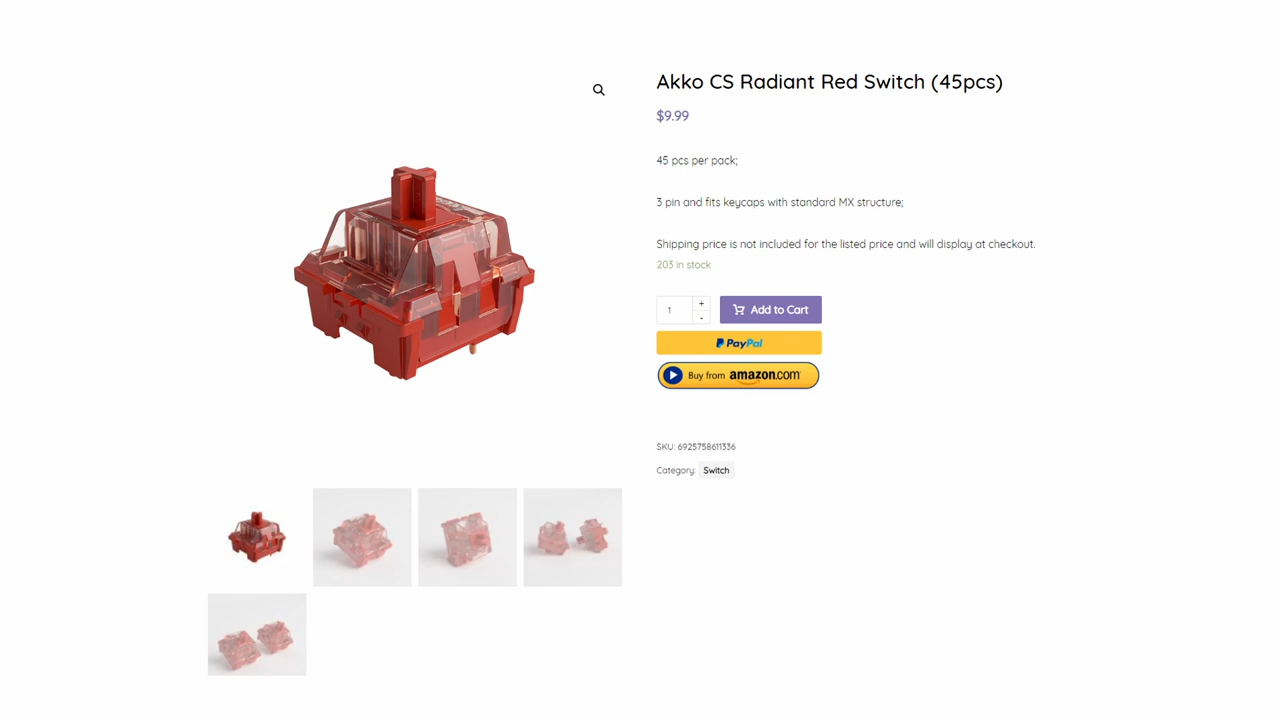 Akko CS Radiant Red Switch (45pcs)
$9.99
45 pcs per pack;
3 pin and fits keycaps with standard MX structure;
Shipping price is not included for the listed price and will display at checkout.
203 in stock
1
+
-
Add to Cart
PayPal
Buy from amazon.com
SKU: 6925758611336
Category: Switch